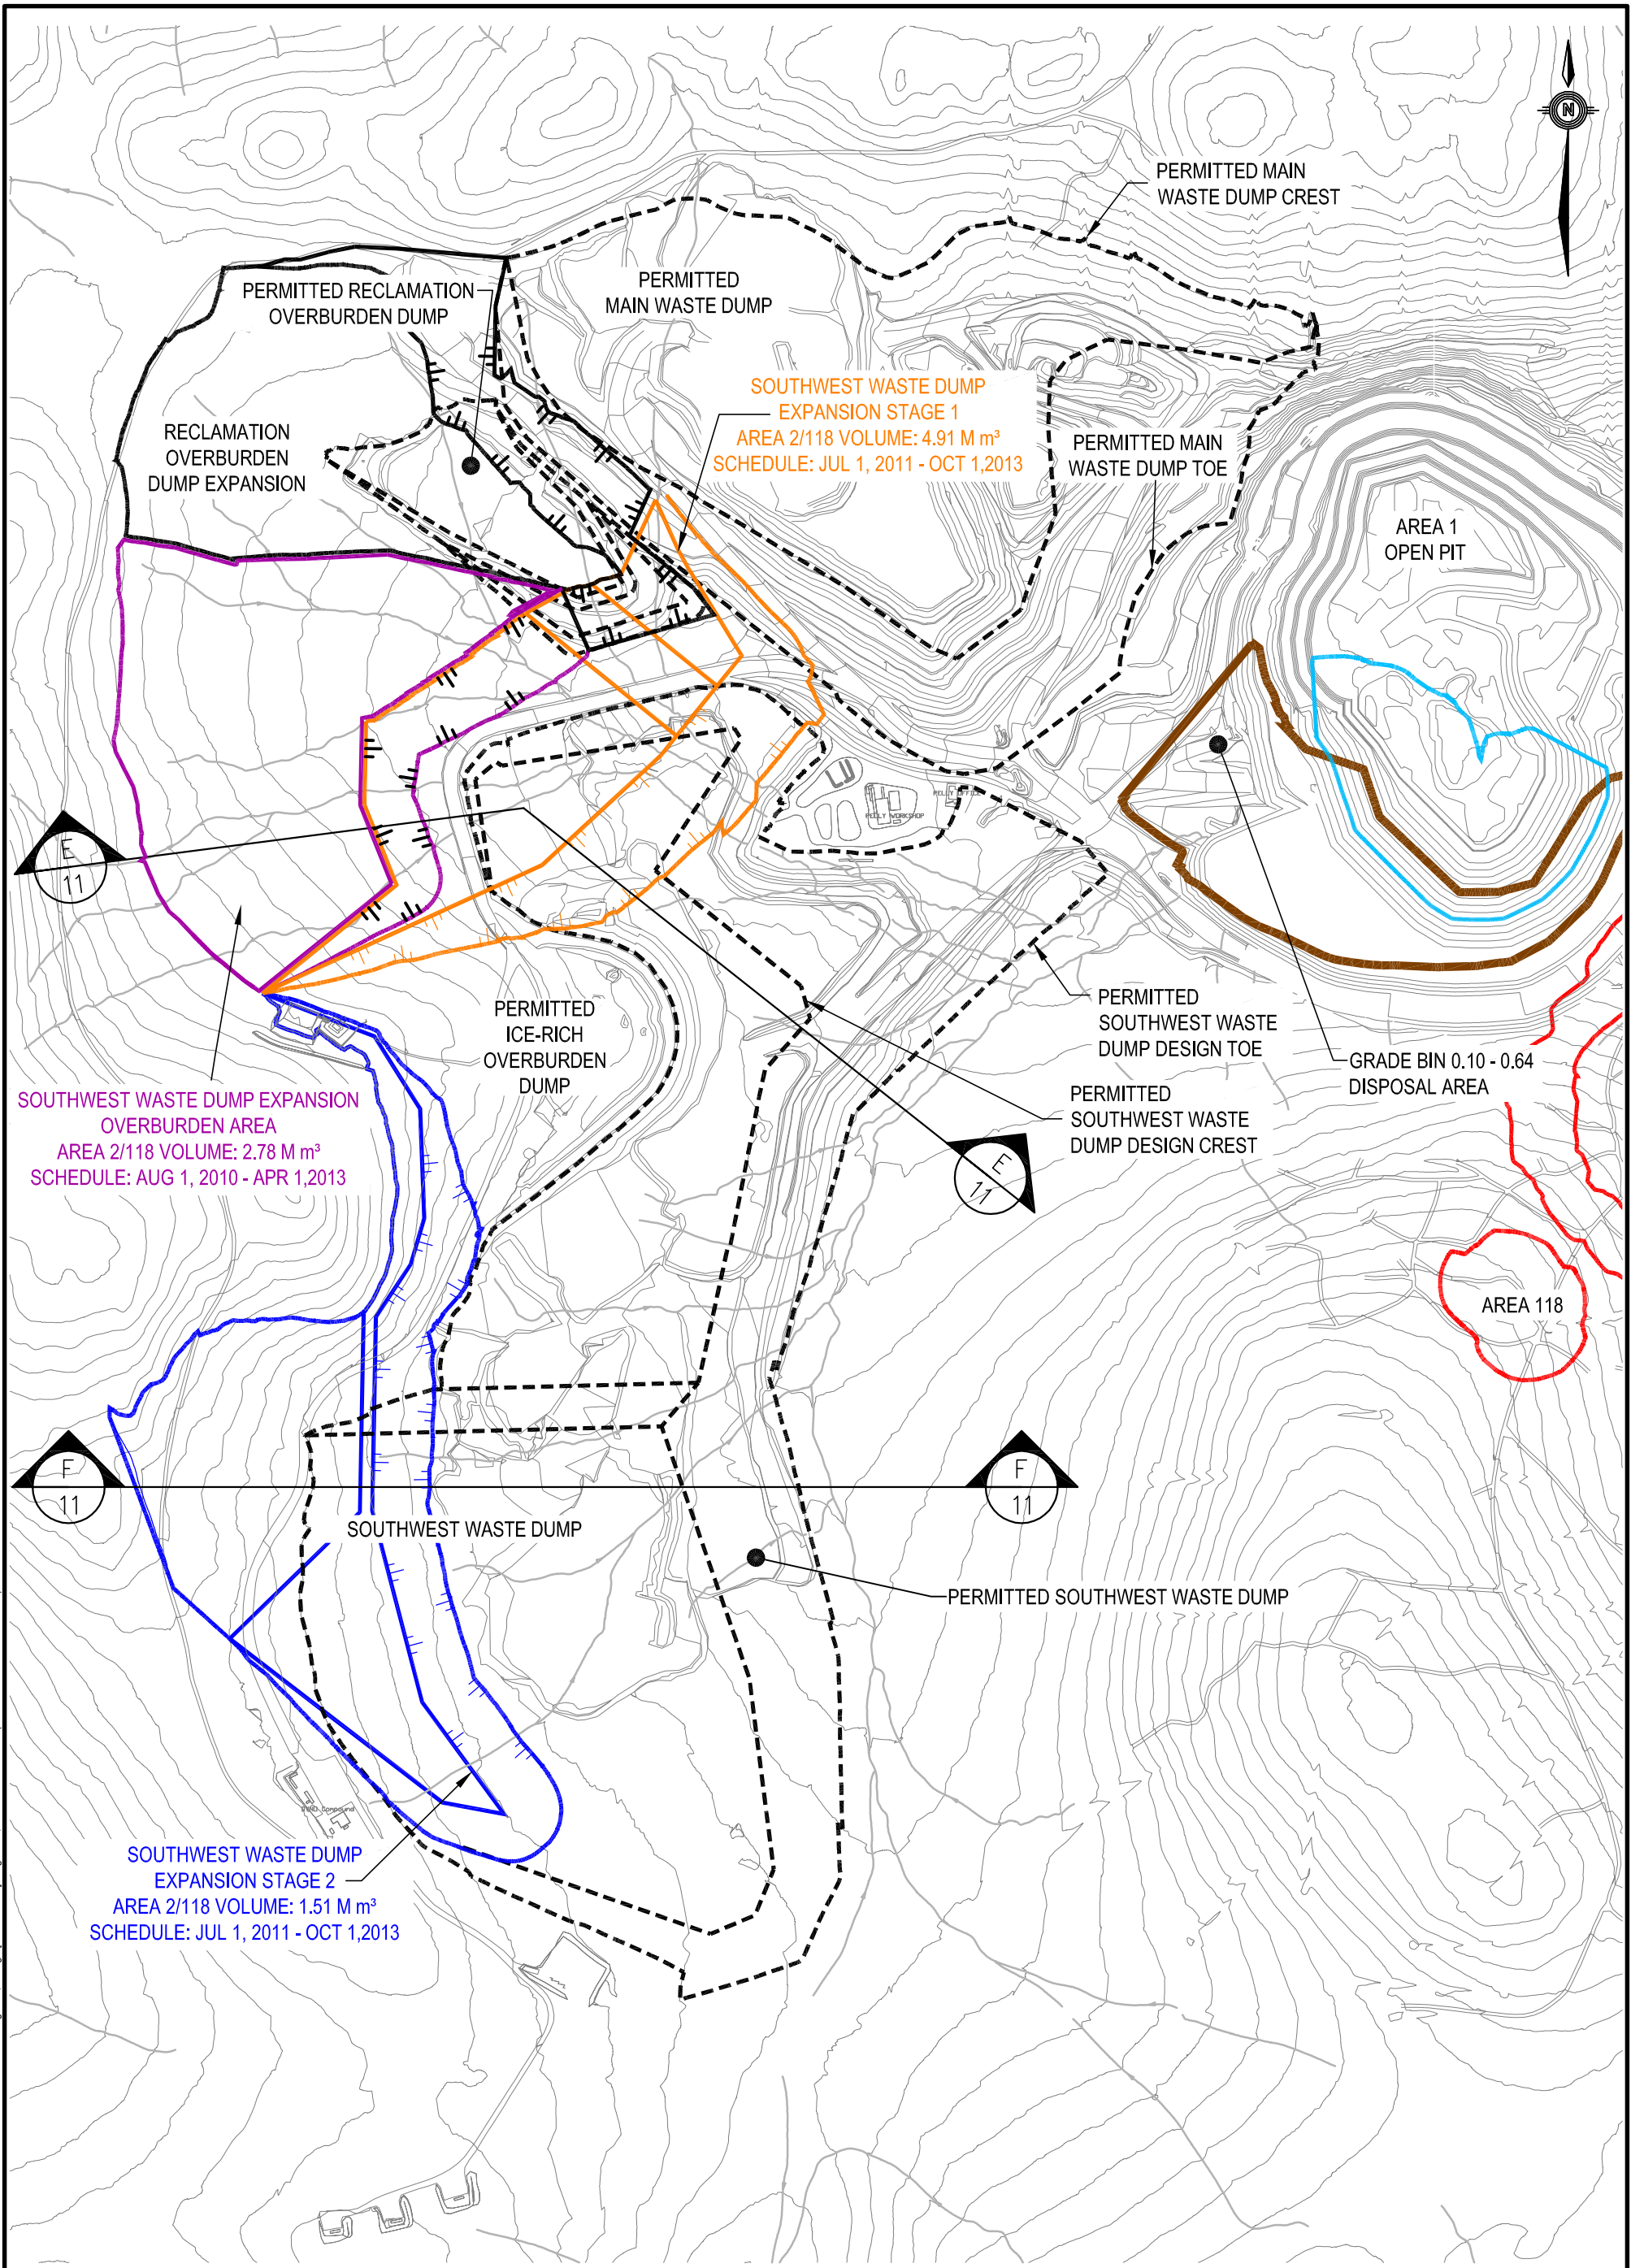 N
PERMITTED MAIN
WASTE DUMP CREST
PERMITTED RECLAMATION
OVERBURDEN DUMP
PERMITTED
MAIN WASTE DUMP
SOUTHWEST WASTE DUMP
EXPANSION STAGE 1
AREA 2/118 VOLUME: 4.91 M m³
SCHEDULE: JUL 1, 2011 - OCT 1,2013
RECLAMATION
OVERBURDEN
DUMP EXPANSION
PERMITTED MAIN
WASTE DUMP TOE
AREA 1
OPEN PIT
PELLY OFFICE
PELLY WORKSHOP
E
11
PERMITTED
ICE-RICH
OVERBURDEN
DUMP
PERMITTED
SOUTHWEST WASTE
DUMP DESIGN TOE
GRADE BIN 0.10 - 0.64
DISPOSAL AREA
SOUTHWEST WASTE DUMP EXPANSION
OVERBURDEN AREA
AREA 2/118 VOLUME: 2.78 M m³
SCHEDULE: AUG 1, 2010 - APR 1,2013
PERMITTED
SOUTHWEST WASTE
DUMP DESIGN CREST
E
11
AREA 118
F
11
F
11
SOUTHWEST WASTE DUMP
PERMITTED SOUTHWEST WASTE DUMP
Compound
SOUTHWEST WASTE DUMP
EXPANSION STAGE 2
AREA 2/118 VOLUME: 1.51 M m³
SCHEDULE: JUL 1, 2011 - OCT 1,2013